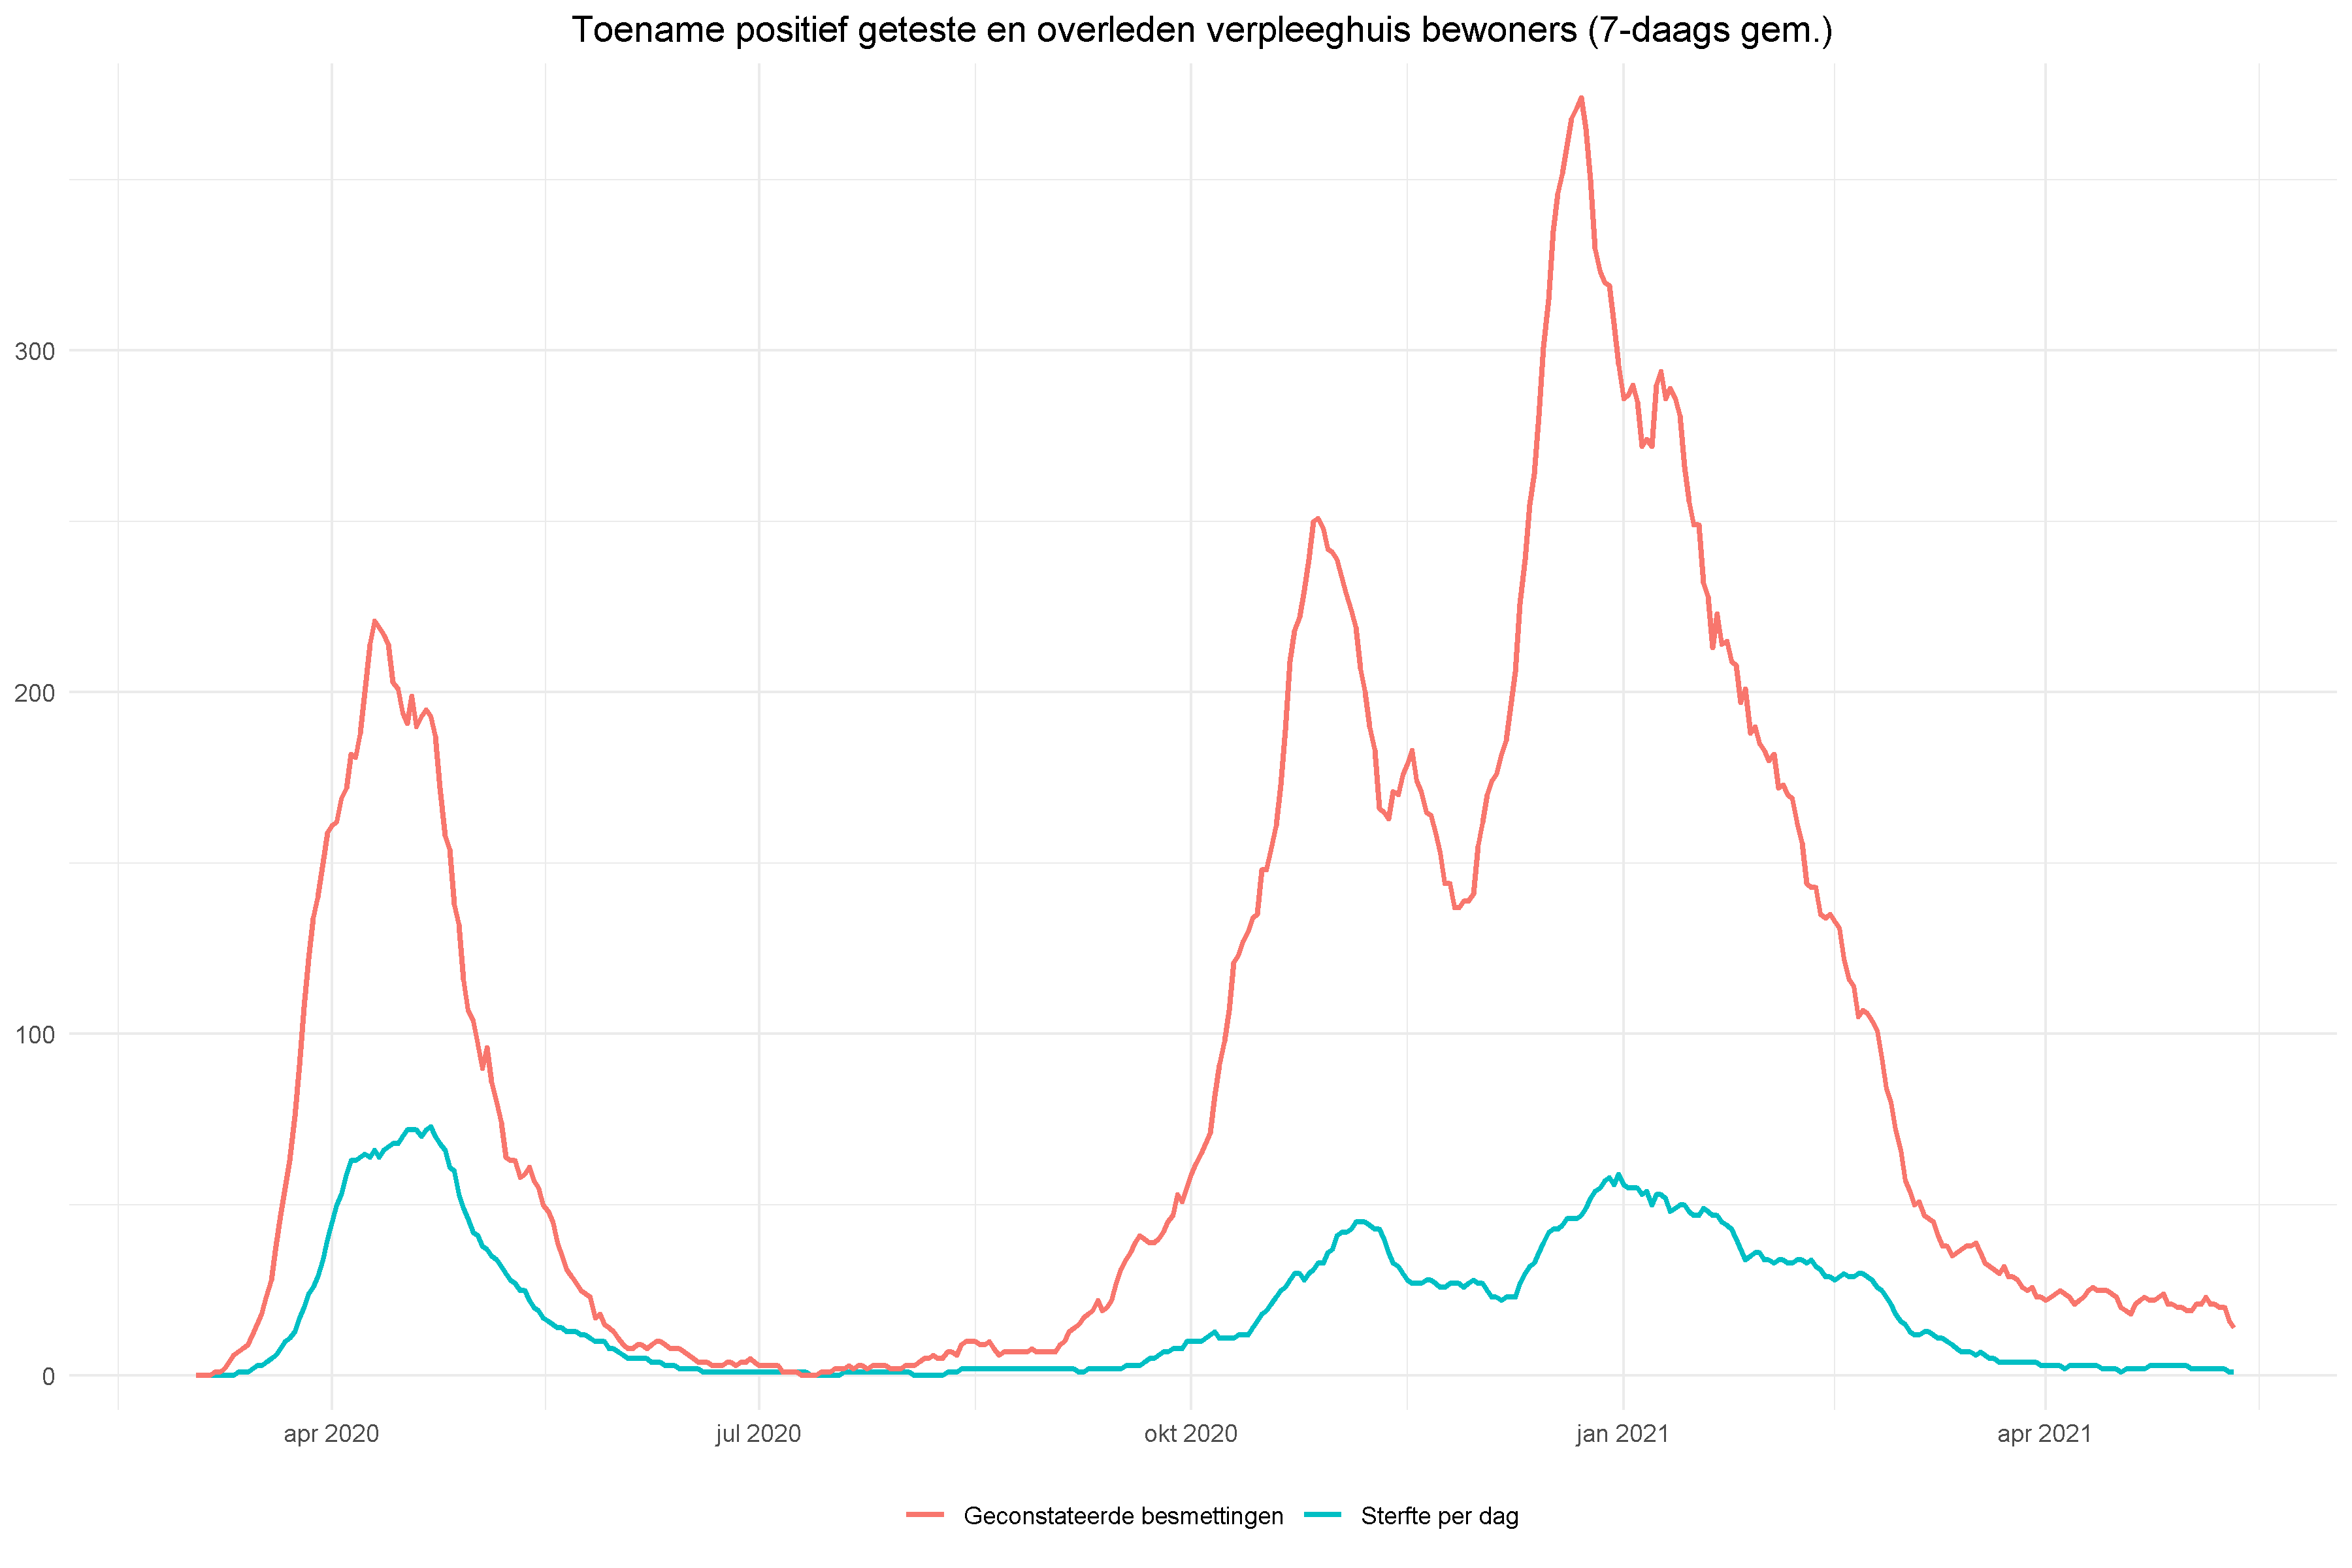 Toename positief geteste en overleden verpleeghuis bewoners (7-daags gem.)
300
200
100
0
apr 2020
jul 2020
okt 2020
jan 2021
apr 2021
Geconstateerde besmettingen
Sterfte per dag